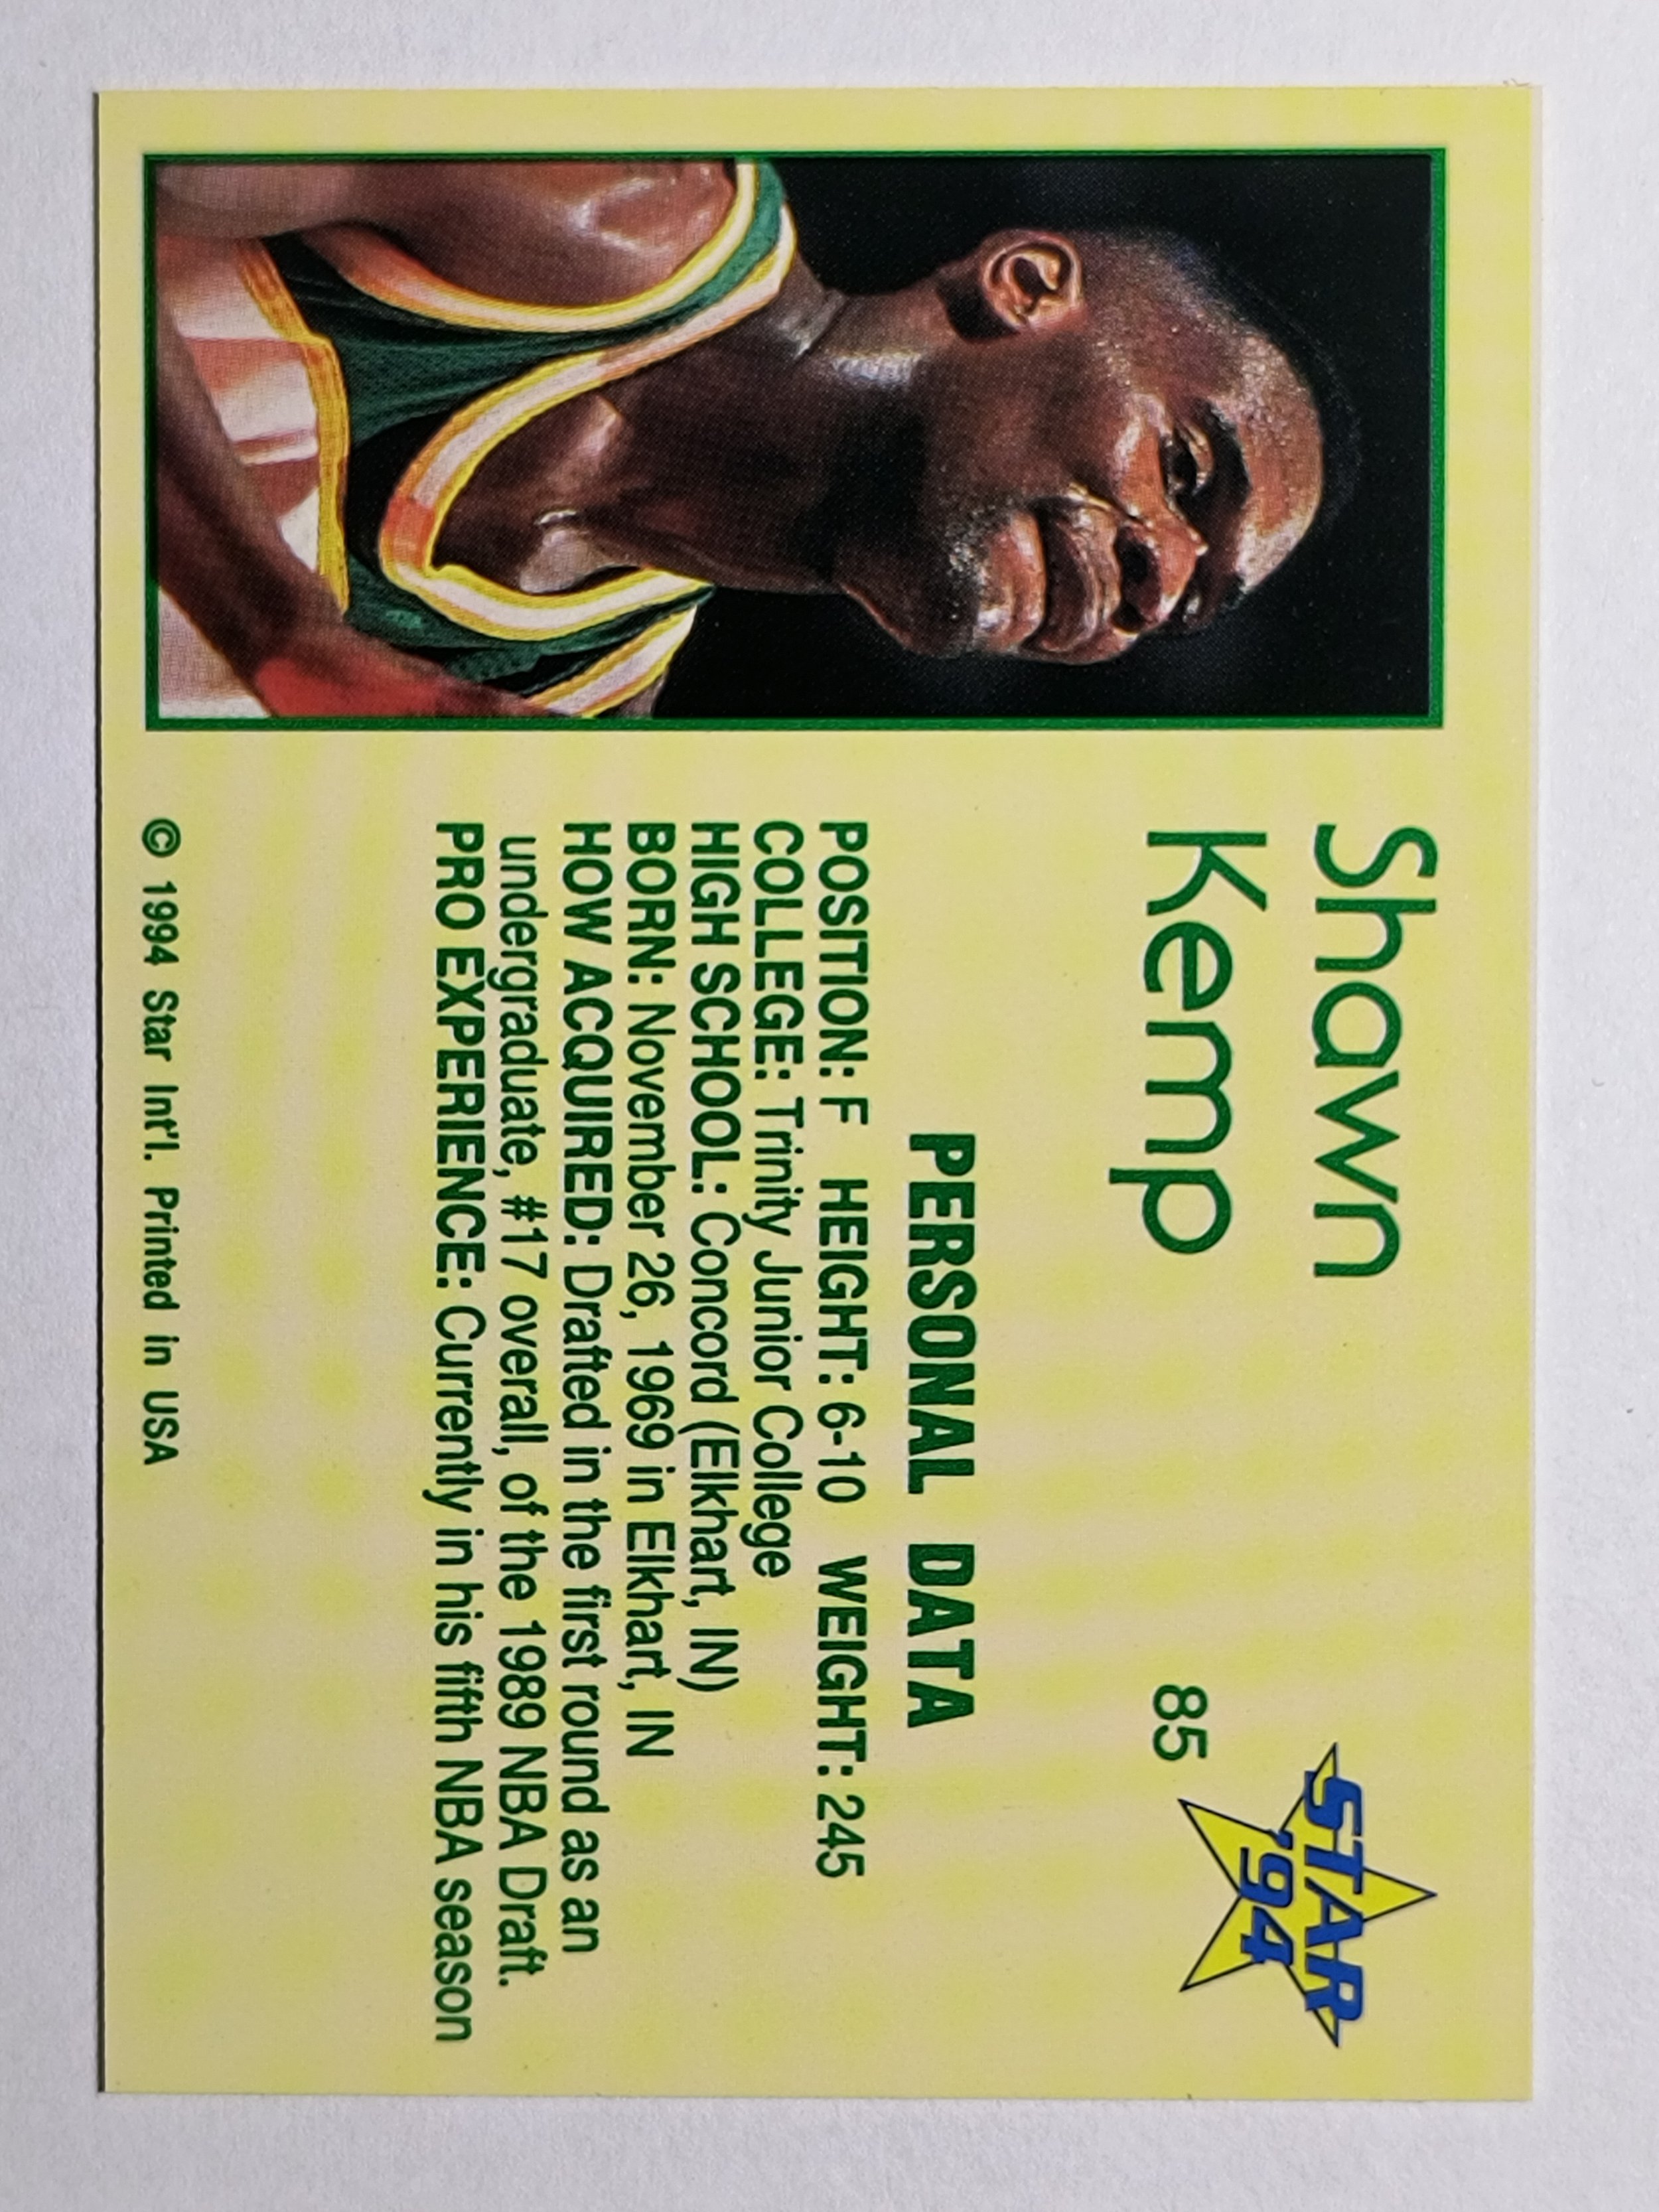 Shawn
Kemp
STAR
'94
85
PERSONAL DATA
POSITION: F HEIGHT: 6-10 WEIGHT: 245
COLLEGE: Trinity Junior College
HIGH SCHOOL: Concord (Elkhart, IN)
BORN: November 26, 1969 in Elkhart, IN
HOW ACQUIRED: Drafted in the first round as an
undergraduate, #17 overall, of the 1989 NBA Draft.
PRO EXPERIENCE: Currently in his fifth NBA season
© 1994 Star Int'l. Printed in USA